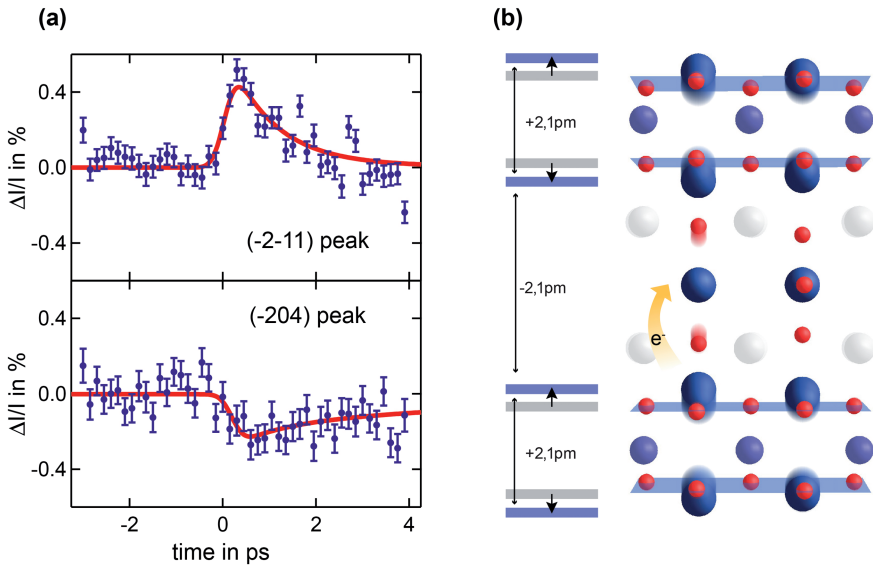 (a)
(b)
ΔI/I in %
0.4
0.0
-0.4
(-2-11) peak
ΔI/I in %
0.4
0.0
-0.4
(-204) peak
-2
0
2
4
time in ps
+2,1pm
-2,1pm
+2,1pm
e-